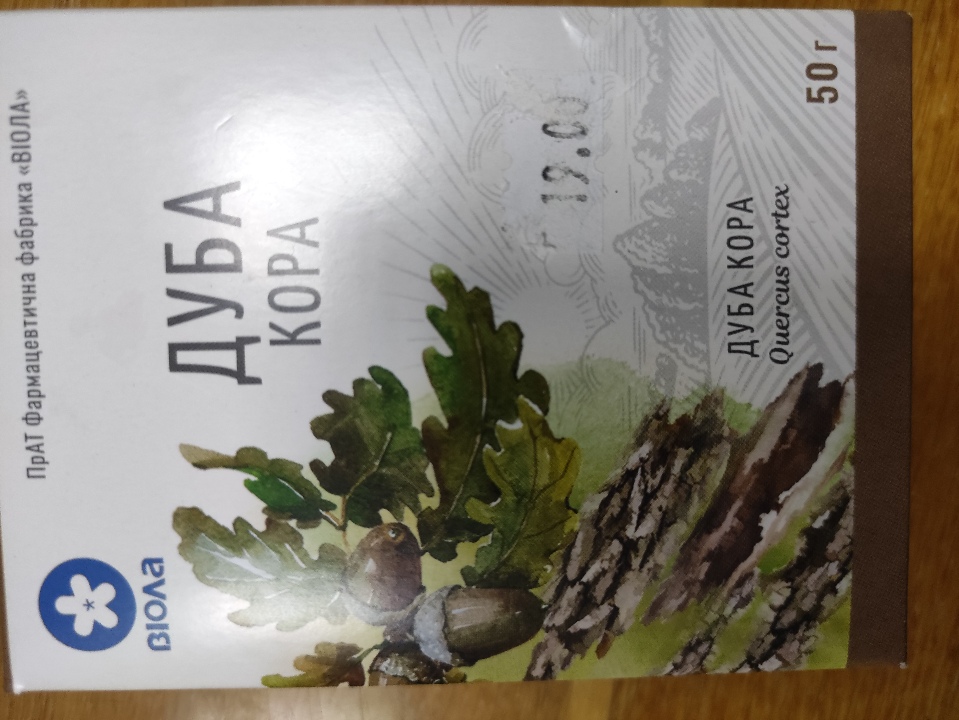 ПрАТ Фармацевтична фабрика «ВІОЛА»
ВІОЛА
ДУБА
КОРА
19.00
ДУБА КОРА
Quercus cortex
50 г